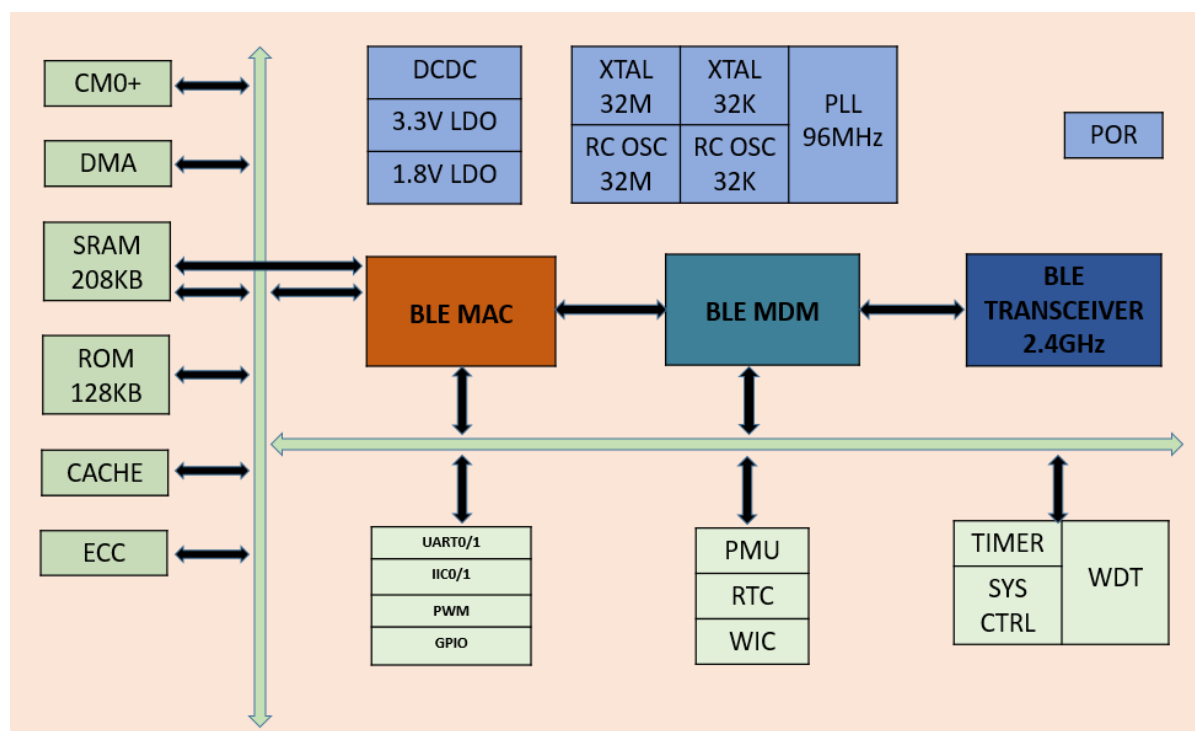 CM0+
DMA
SRAM
208KB
ROM
128KB
CACHE
ECC
DCDC
3.3V LDO
1.8V LDO
XTAL
32M
XTAL
32K
RC OSC
32M
RC OSC
32K
PLL
96MHz
POR
BLE MAC
BLE MDM
BLE
TRANSCEIVER
2.4GHz
UART0/1
IIC0/1
PWM
GPIO
PMU
RTC
WIC
TIMER
SYS
CTRL
WDT